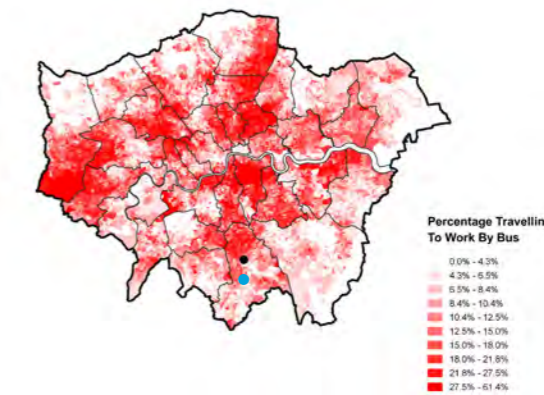 Percentage Travellin
To Work By Bus
0.0% - 4.3%
4.3% - 6.5%
6.5% - 8.4%
8.4% - 10.4%
10.4% - 12.5%
12.5% - 15.0%
15.0% - 18.0%
18.0% - 21.8%
21.8% - 27.5%
27.5% - 61.4%